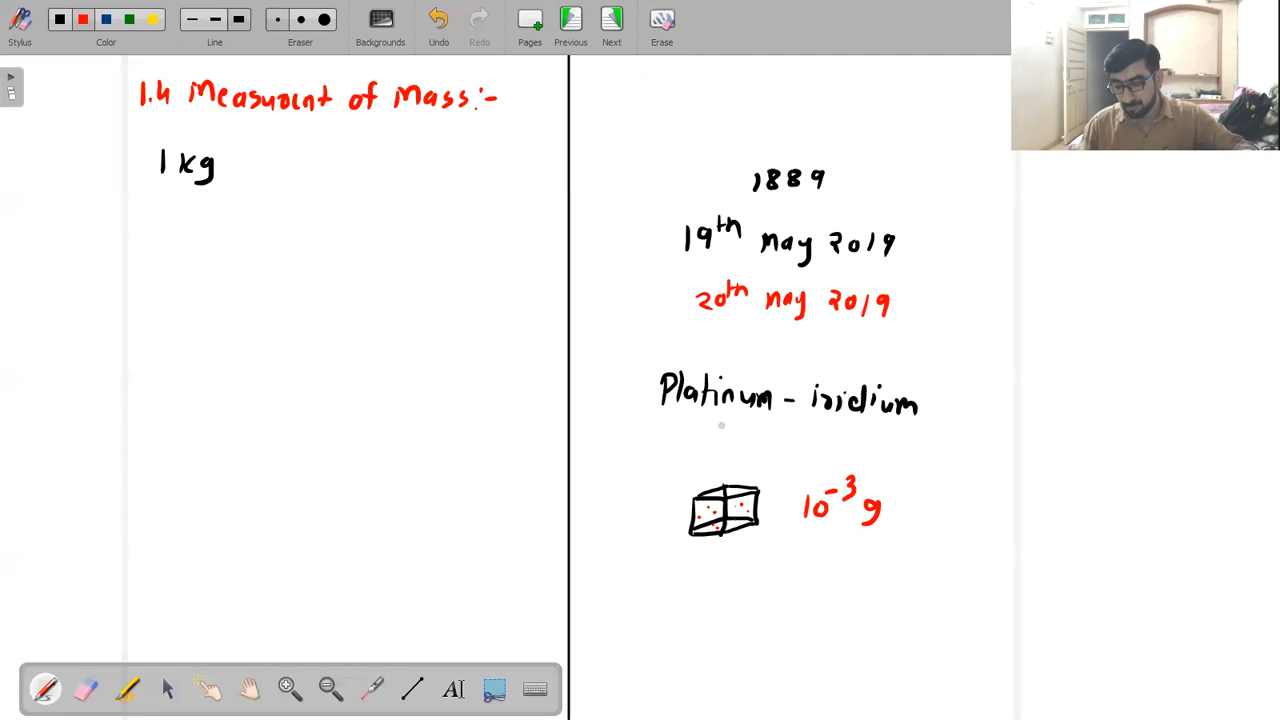 Stylus
Color
Line
Eraser
Backgrounds
Undo
Redo
Pages
Previous
Next
Erase
1.4 Measurment of Mass:-
1 kg
1889
19th may 2019
20th may 2019
Platinum - iridium
10-3 g